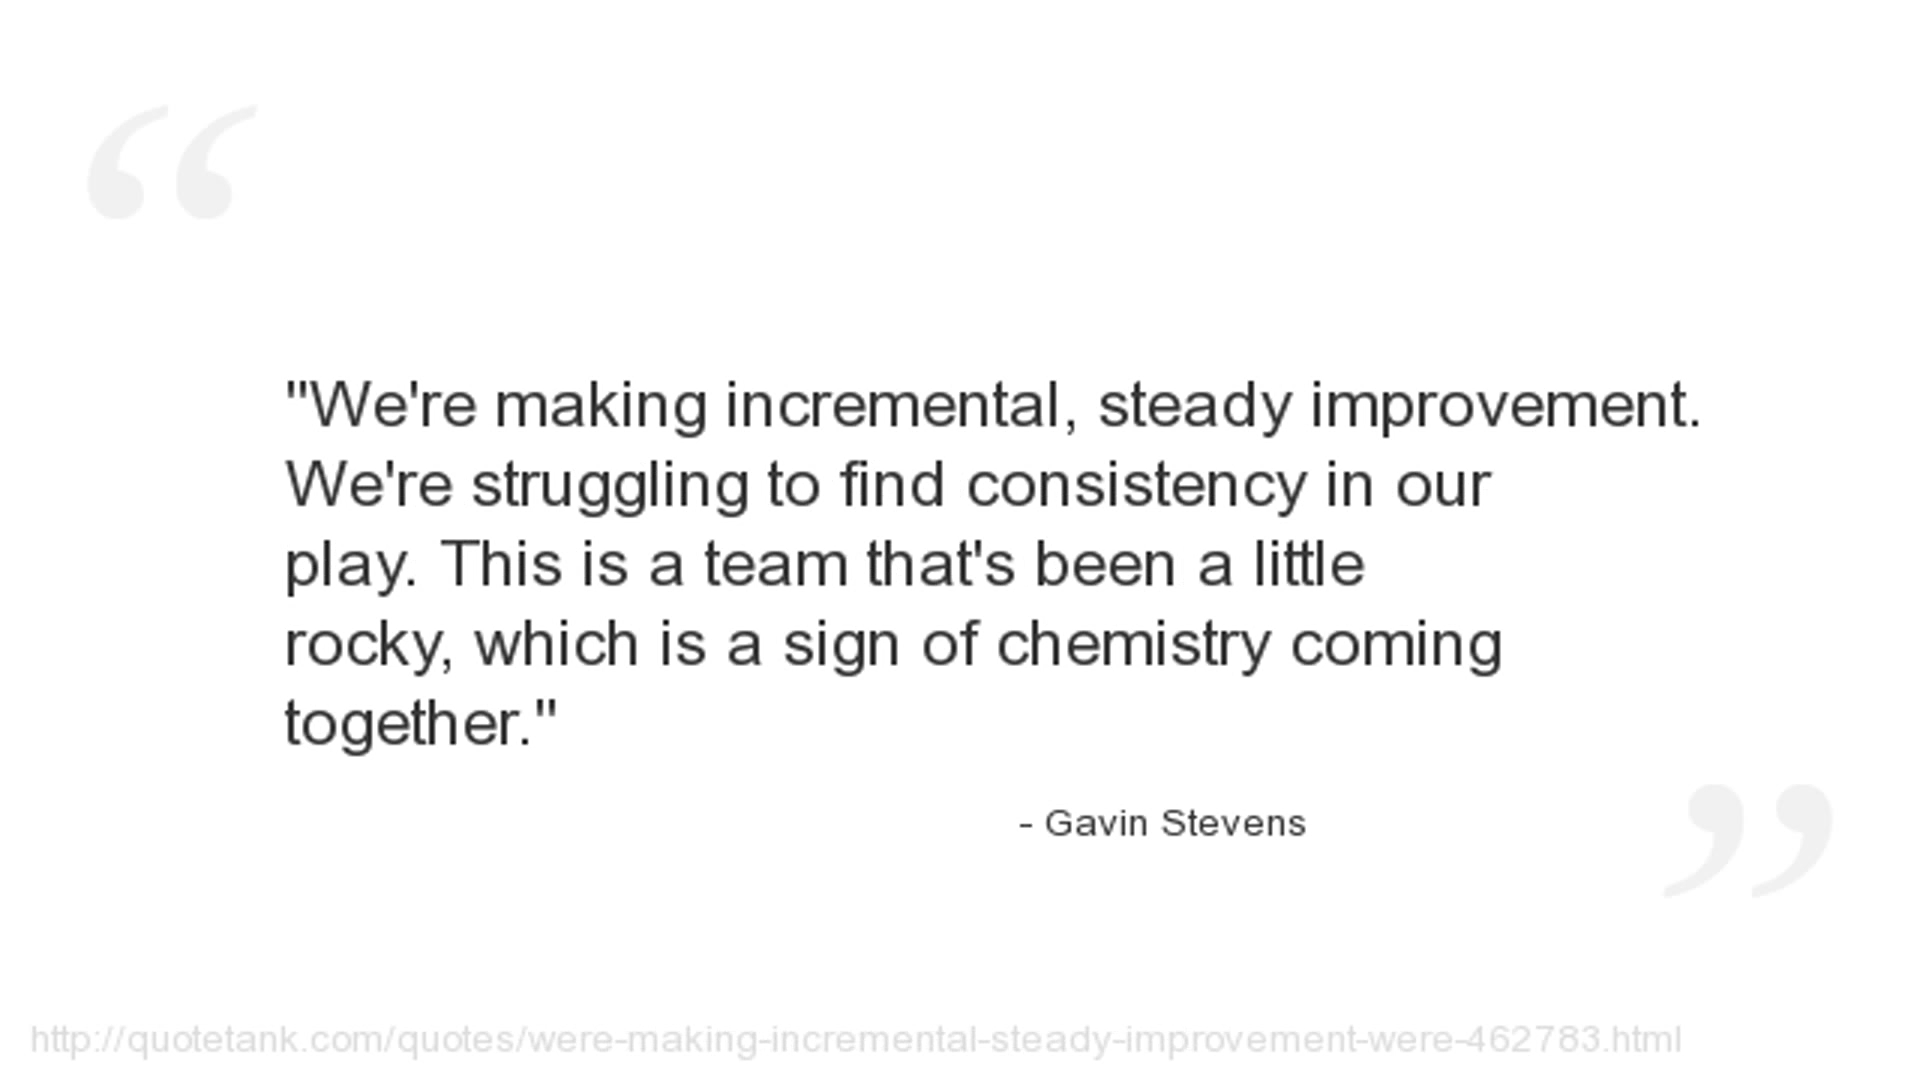 "We're making incremental, steady improvement.
We're struggling to find consistency in our
play. This is a team that's been a little
rocky, which is a sign of chemistry coming
together."
- Gavin Stevens
http://quotetank.com/quotes/were-making-incremental-steady-improvement-were-462783.html